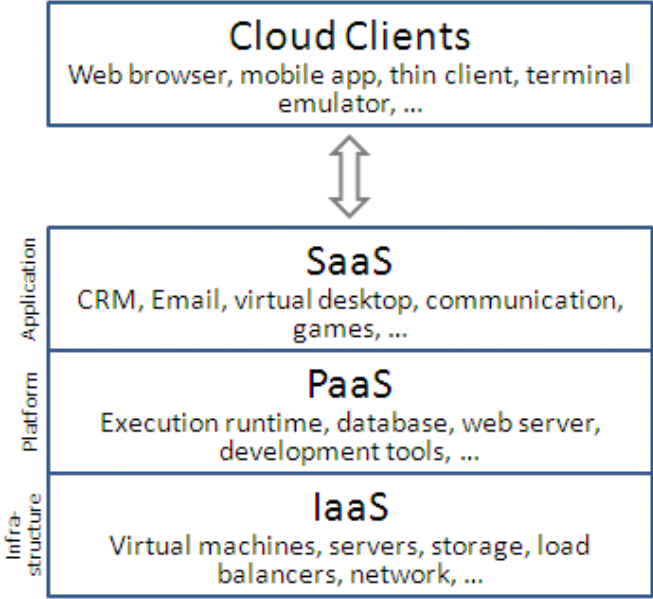 Cloud Clients
Web browser, mobile app, thin client, terminal
emulator, ...
Application
SaaS
CRM, Email, virtual desktop, communication,
games, ...
Platform
PaaS
Execution runtime, database, web server,
development tools, ...
Infra-
structure
IaaS
Virtual machines, servers, storage, load
balancers, network, ...